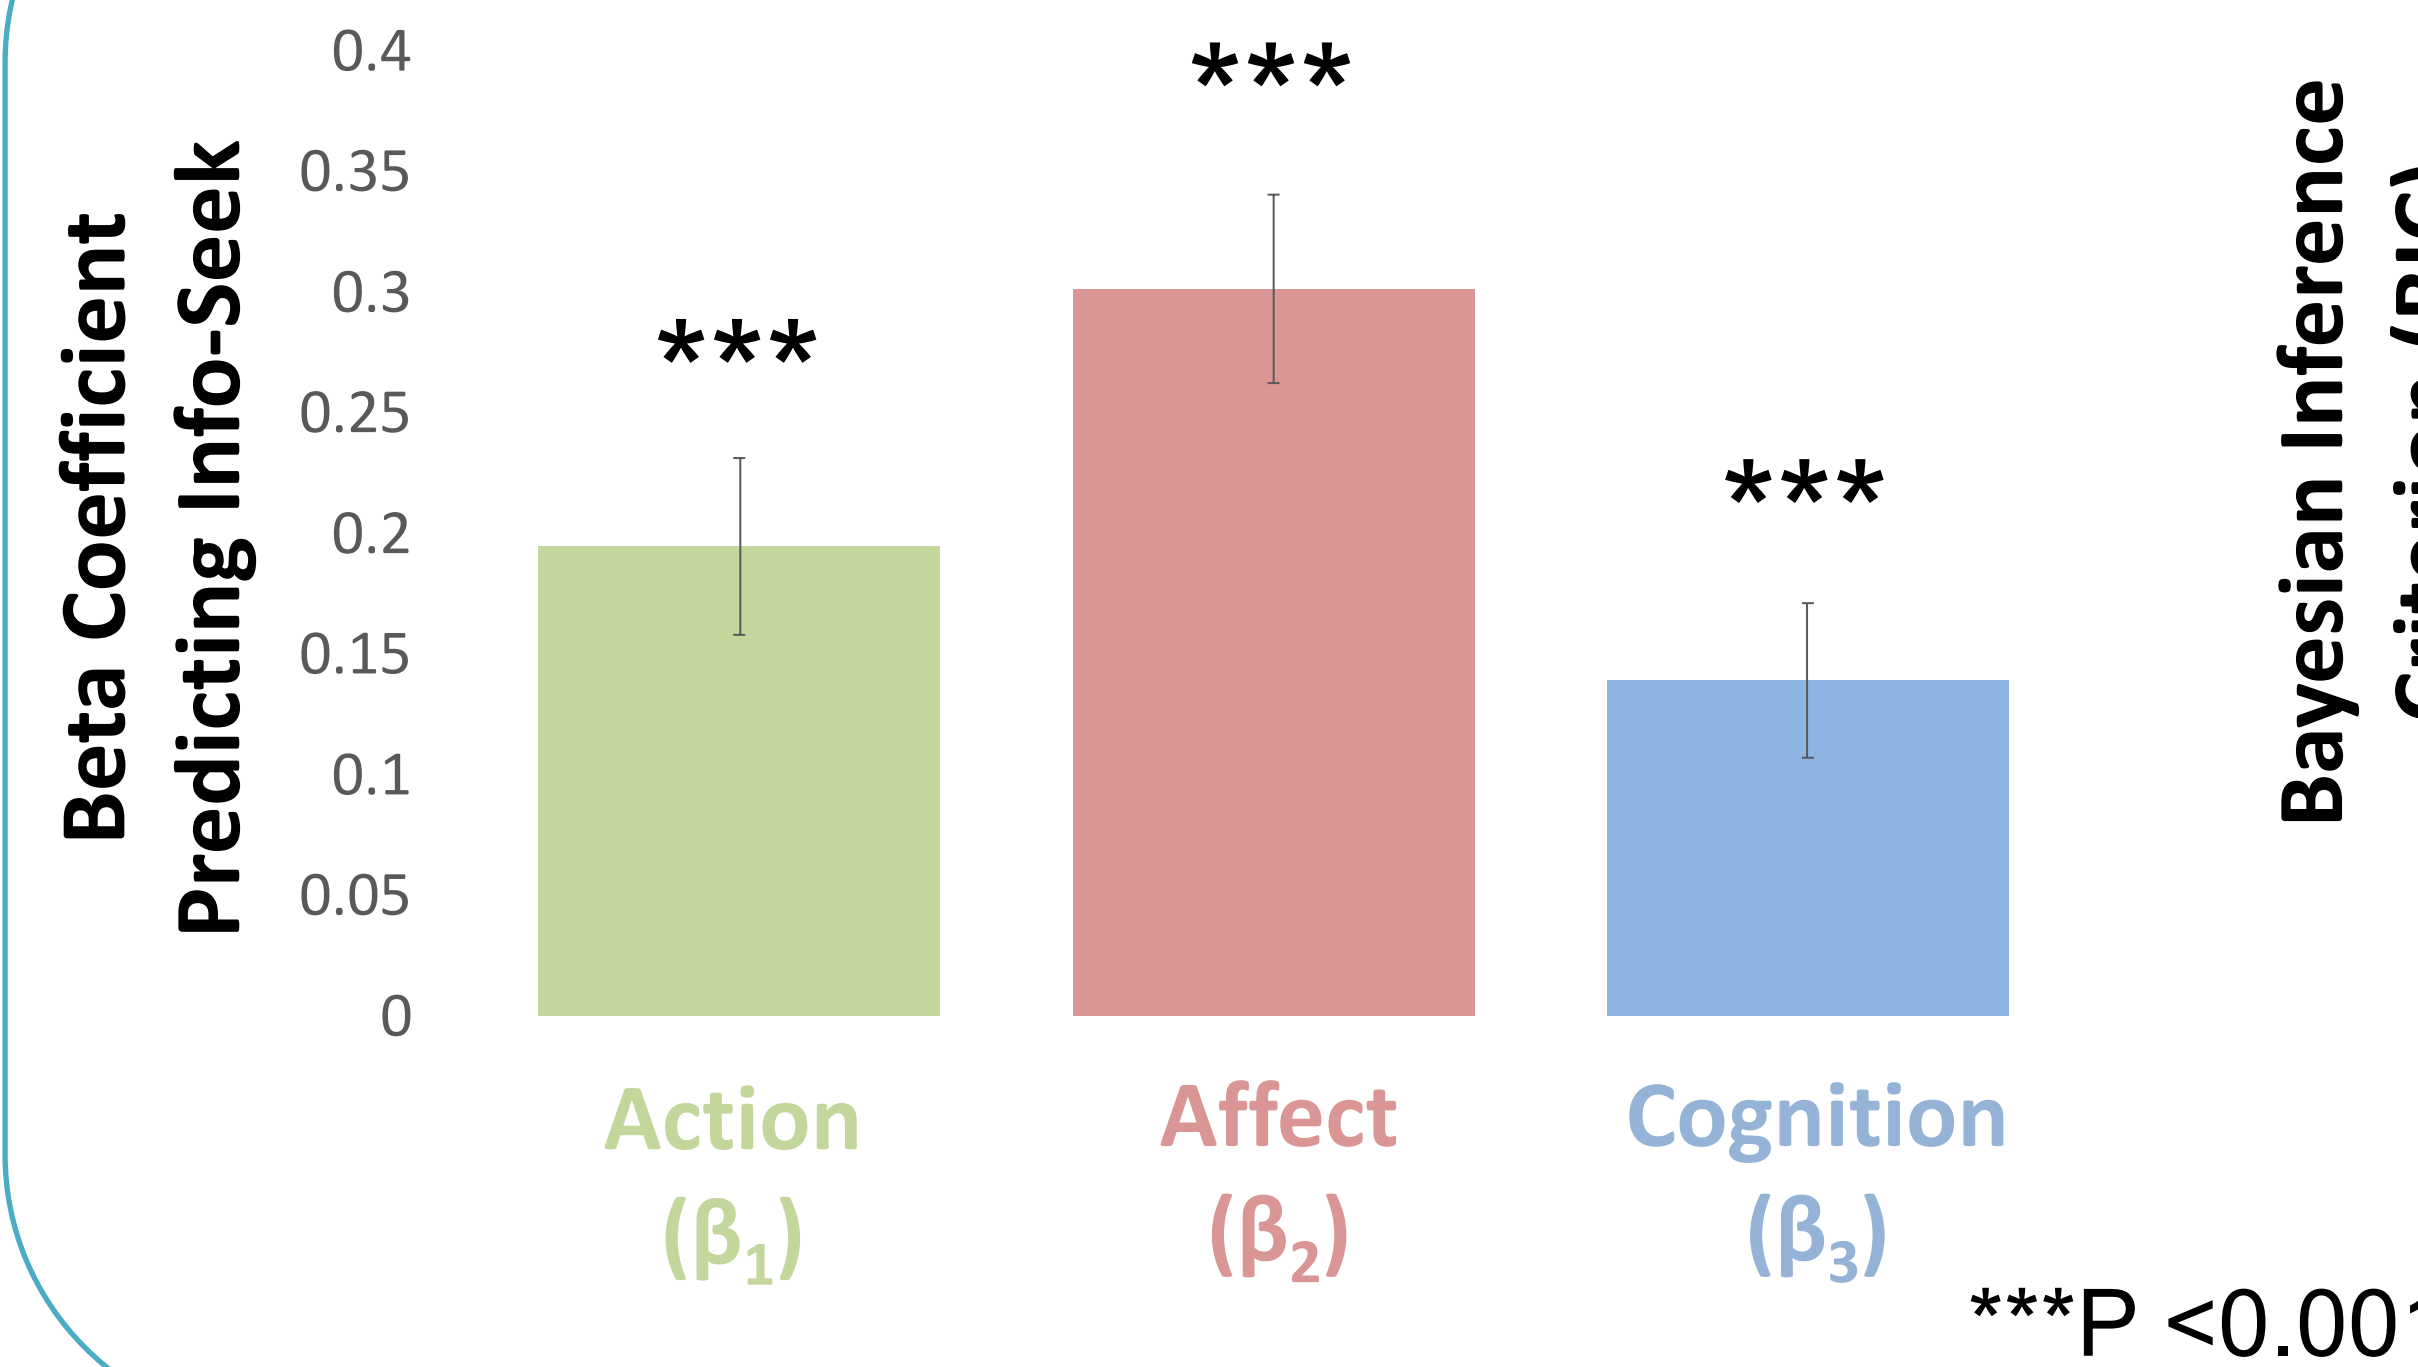 Beta Coefficient
Predicting Info-Seek
0.4
0.35
0.3
0.25
0.2
0.15
0.1
0.05
0
***
***
***
Action
(β₁)
Affect
(β₂)
Cognition
(β₃)
***P <0.001
Bayesian Inference